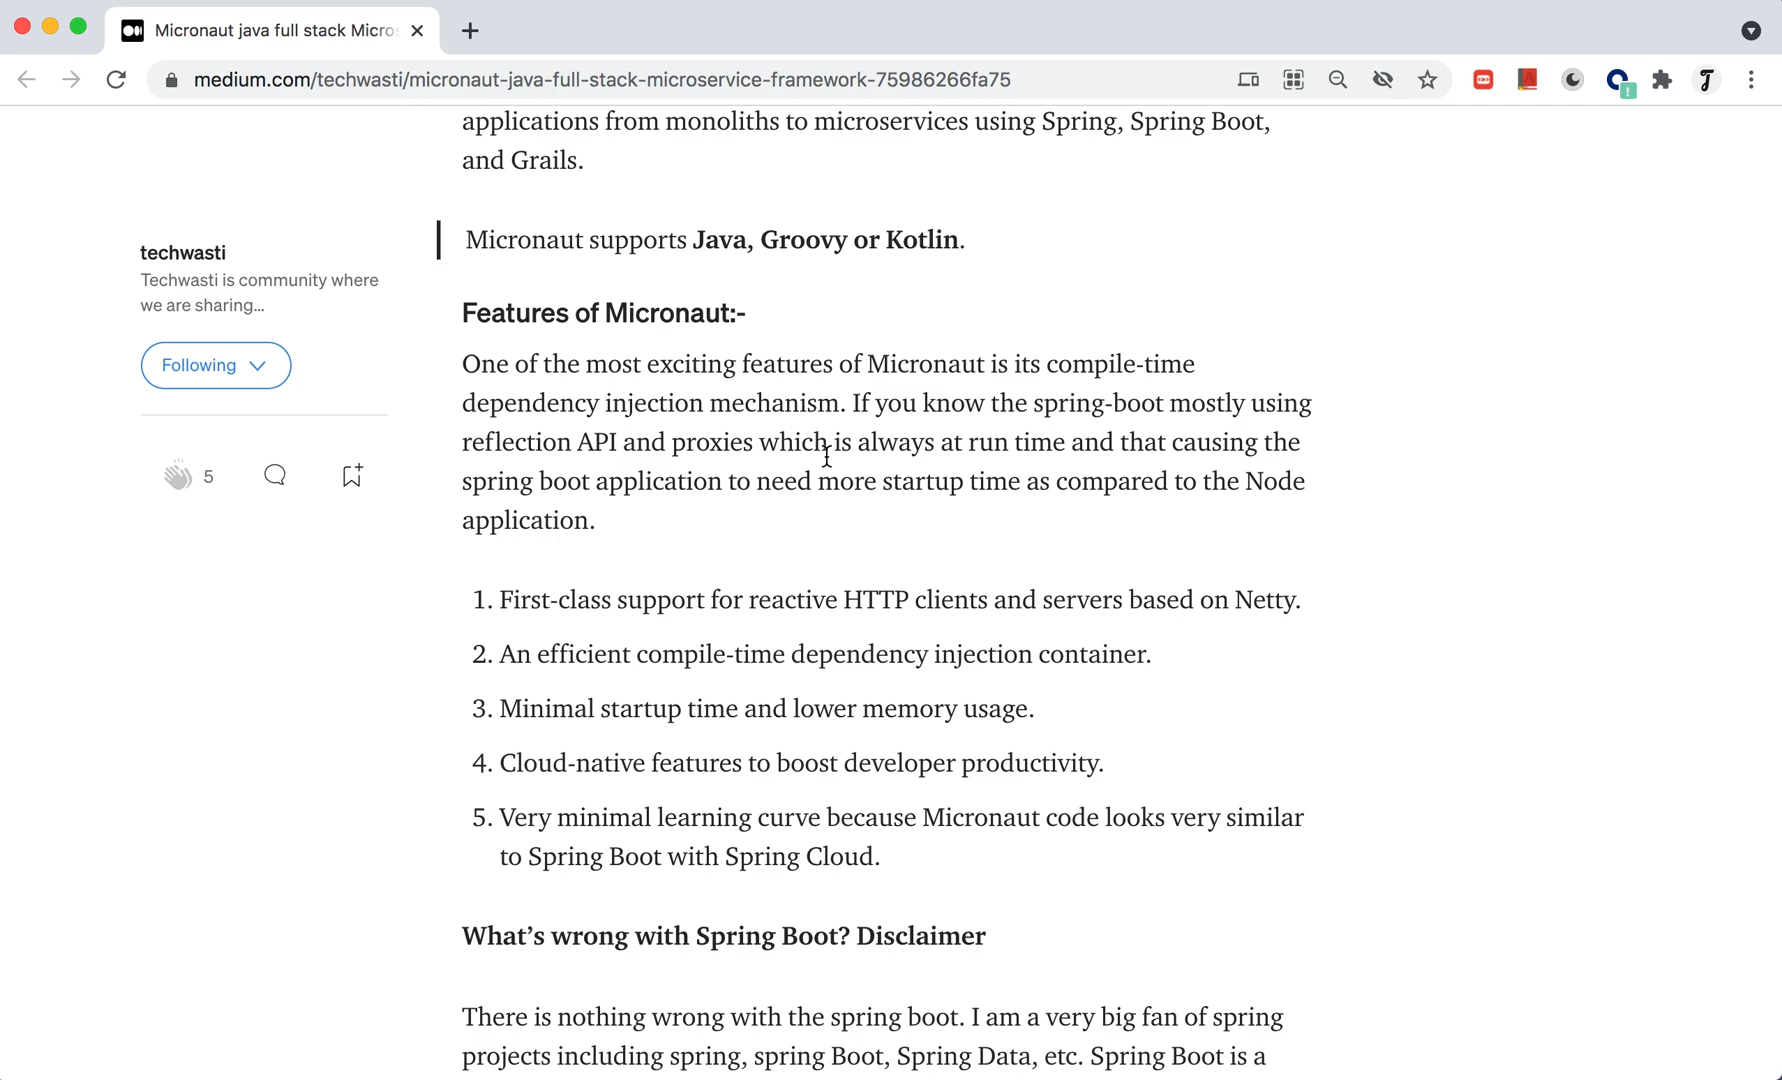 Micronaut java full stack Micros
medium.com/techwasti/micronaut-java-full-stack-microservice-framework-75986266fa75
applications from monoliths to microservices using Spring, Spring Boot,
and Grails.
Micronaut supports Java, Groovy or Kotlin.
techwasti
Techwasti is community where
we are sharing...
Following
5
Features of Micronaut:-
One of the most exciting features of Micronaut is its compile-time
dependency injection mechanism. If you know the spring-boot mostly using
reflection API and proxies which is always at run time and that causing the
spring boot application to need more startup time as compared to the Node
application.
1. First-class support for reactive HTTP clients and servers based on Netty.
2. An efficient compile-time dependency injection container.
3. Minimal startup time and lower memory usage.
4. Cloud-native features to boost developer productivity.
5. Very minimal learning curve because Micronaut code looks very similar
to Spring Boot with Spring Cloud.
What’s wrong with Spring Boot? Disclaimer
There is nothing wrong with the spring boot. I am a very big fan of spring
projects including spring, spring Boot, Spring Data, etc. Spring Boot is a